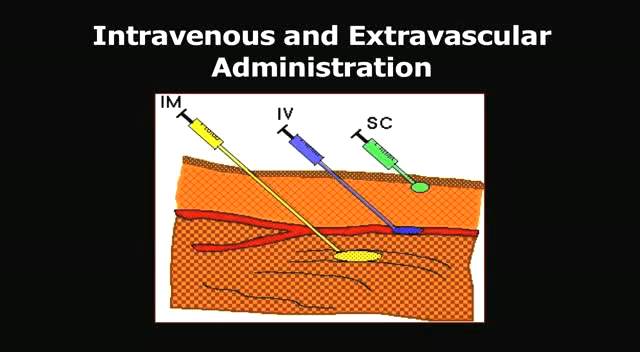 Intravenous and Extravascular
Administration
IM
IV
SC